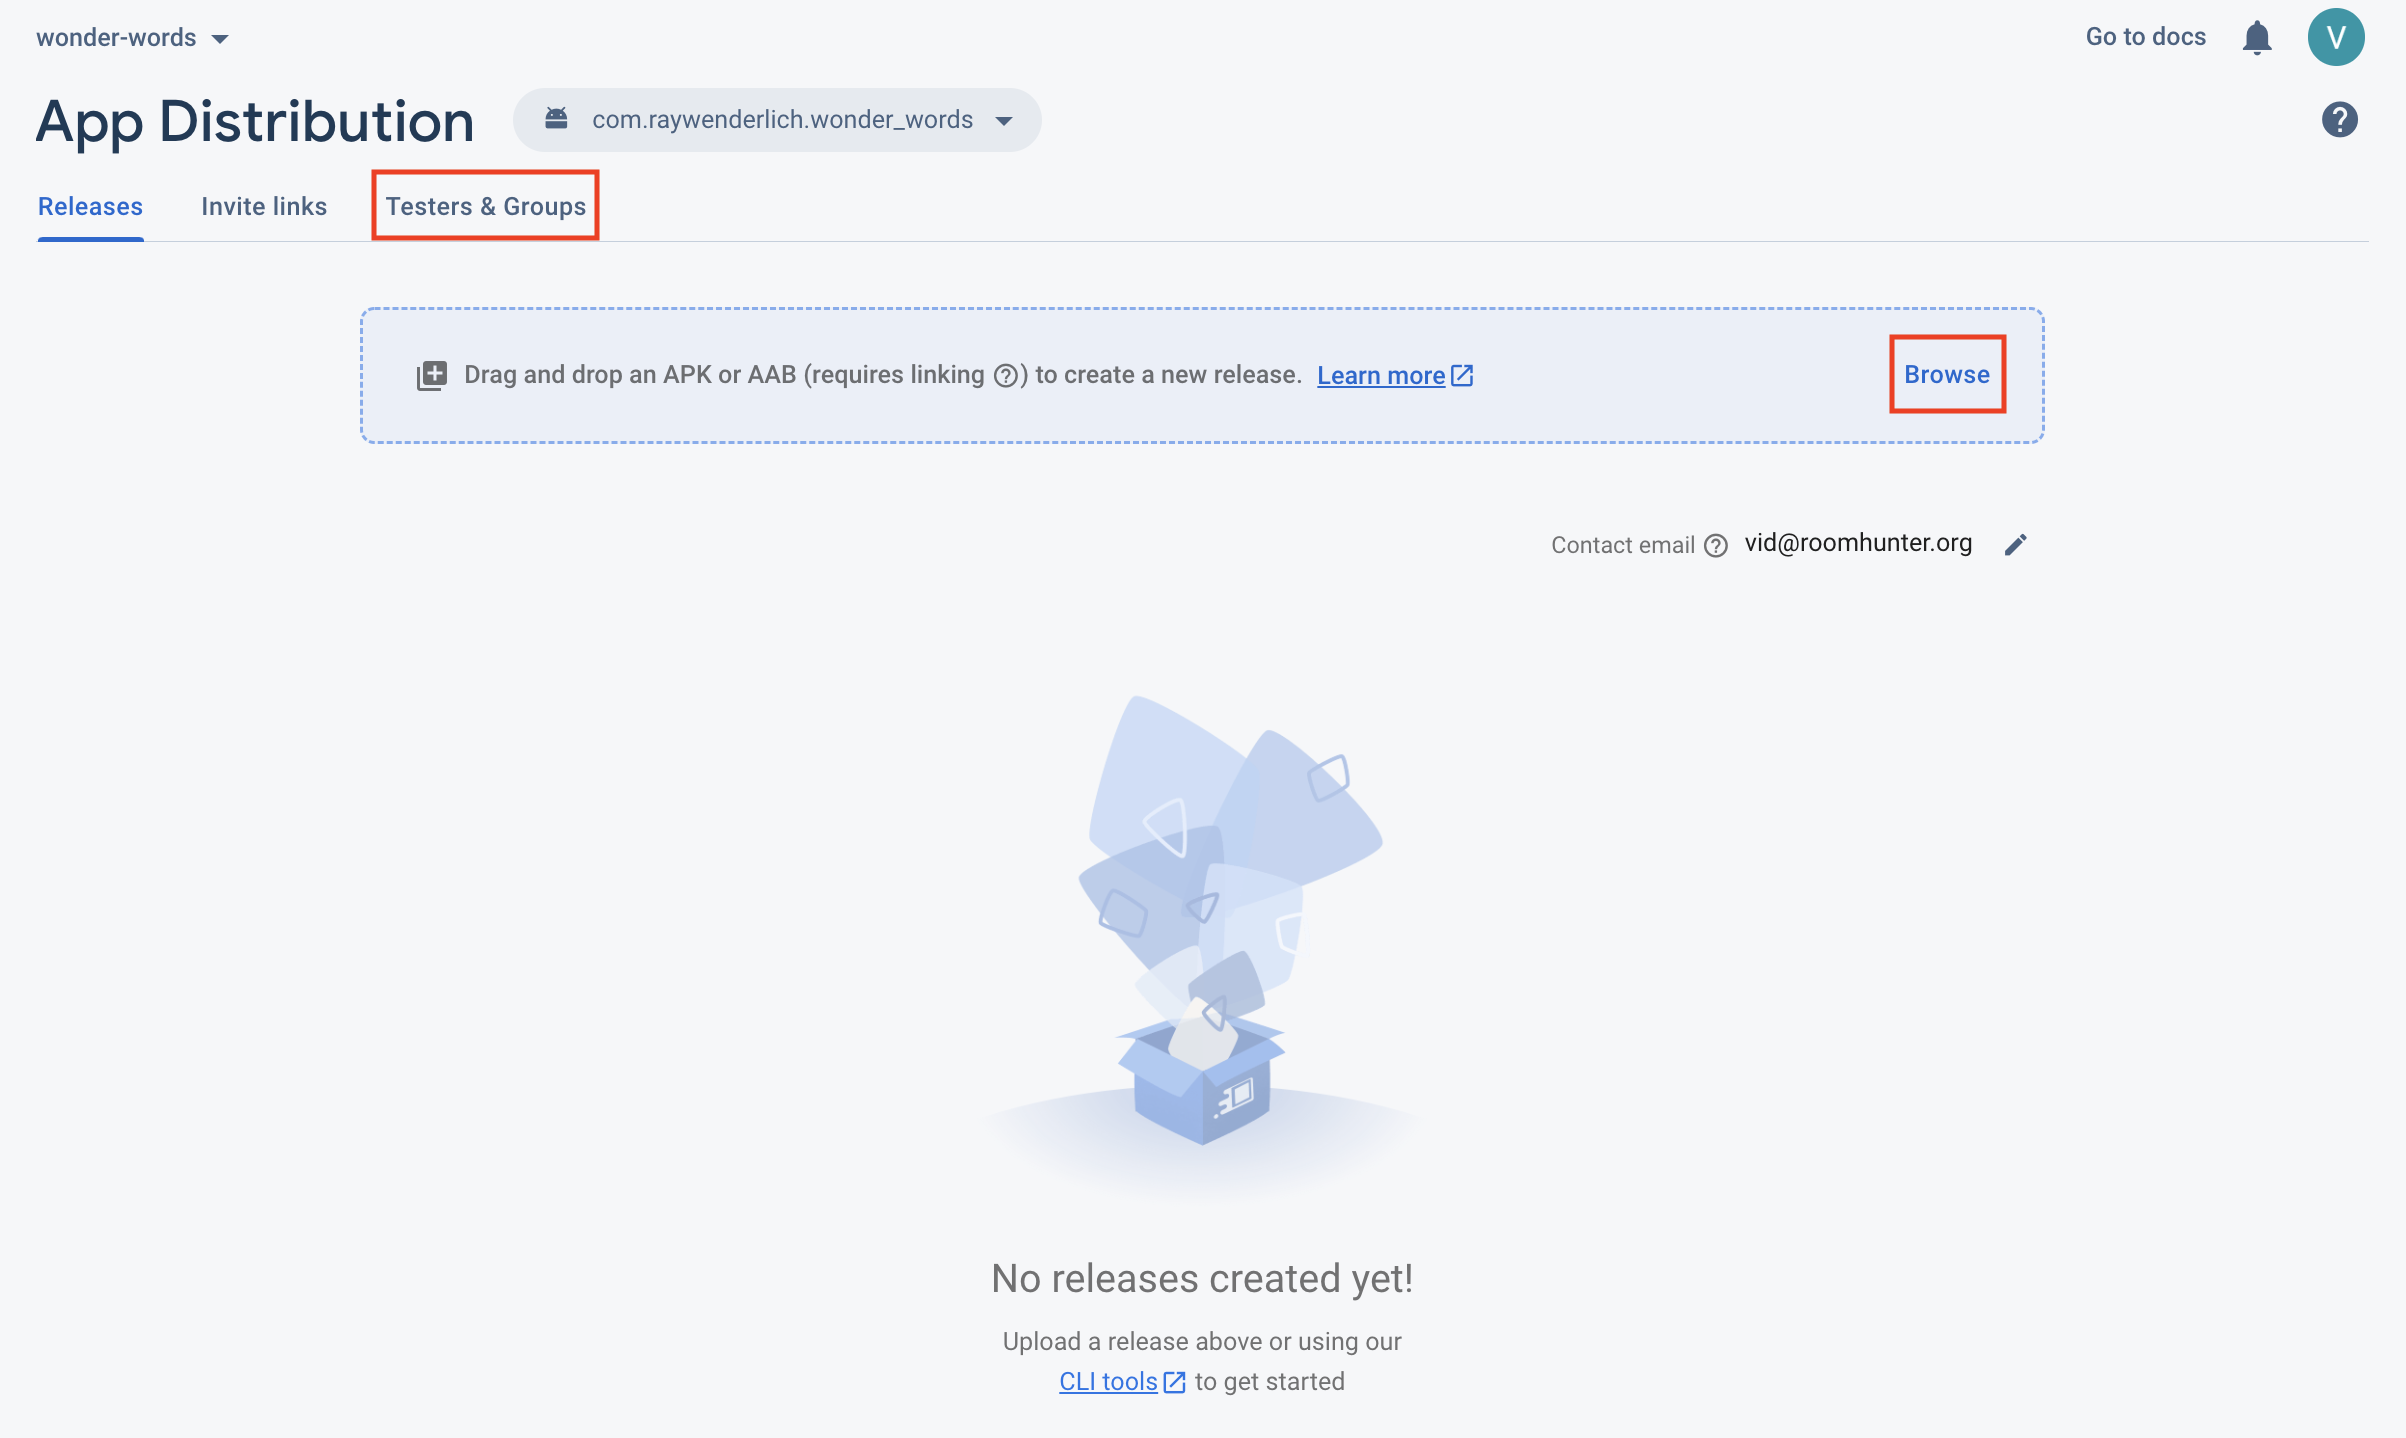 wonder-words
Go to docs
V
App Distribution
com.raywenderlich.wonder_words
Releases
Invite links
Testers & Groups
Drag and drop an APK or AAB (requires linking ?) to create a new release. Learn more
Browse
Contact email ? vid@roomhunter.org
No releases created yet!
Upload a release above or using our
CLI tools to get started